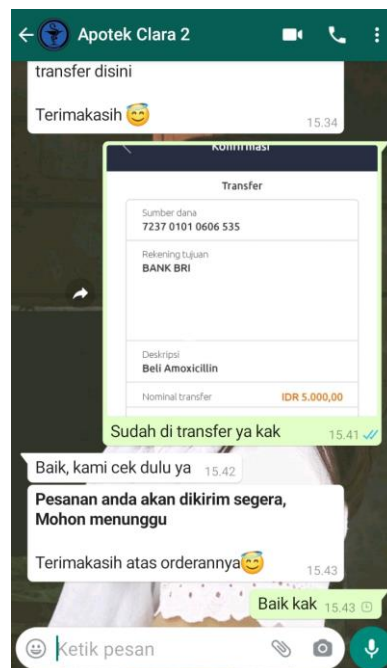 Apotek Clara 2
transfer disini
Terimakasih 😇
15.34
Konfirmasi
Transfer
Sumber dana
7237 0101 0606 535
Rekening tujuan
BANK BRI
Deskripsi
Beli Amoxicillin
Nominal transfer IDR 5.000,00
Sudah di transfer ya kak 15.41
Baik, kami cek dulu ya 15.42
Pesanan anda akan dikirim segera,
Mohon menunggu
Terimakasih atas orderannya😇
15.43
Baik kak 15.43
Ketik pesan